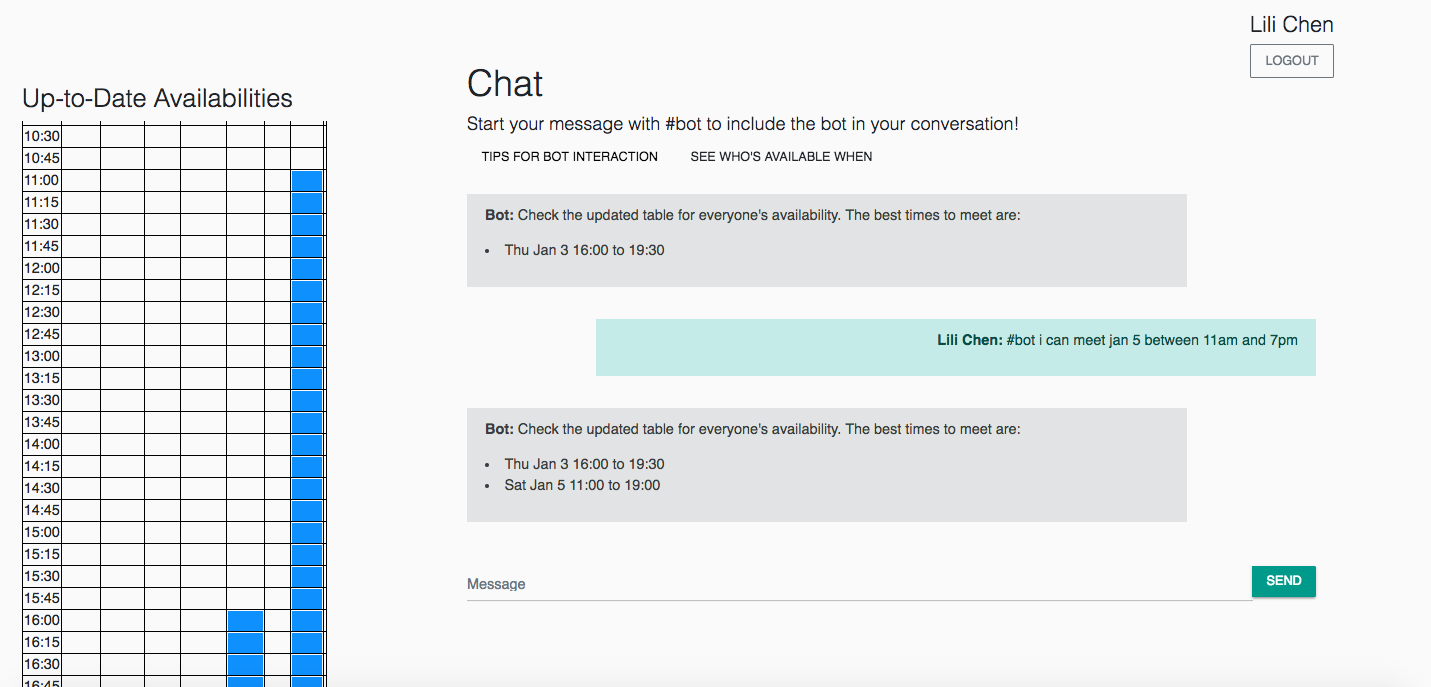 Lili Chen
LOGOUT
Up-to-Date Availabilities
10:30
10:45
11:00
11:15
11:30
11:45
12:00
12:15
12:30
12:45
13:00
13:15
13:30
13:45
14:00
14:15
14:30
14:45
15:00
15:15
15:30
15:45
16:00
16:15
16:30
16:45
Chat
Start your message with #bot to include the bot in your conversation!
TIPS FOR BOT INTERACTION SEE WHO'S AVAILABLE WHEN
Bot: Check the updated table for everyone's availability. The best times to meet are:
• Thu Jan 3 16:00 to 19:30
Lili Chen: #bot i can meet jan 5 between 11am and 7pm
Bot: Check the updated table for everyone's availability. The best times to meet are:
• Thu Jan 3 16:00 to 19:30
• Sat Jan 5 11:00 to 19:00
Message
SEND